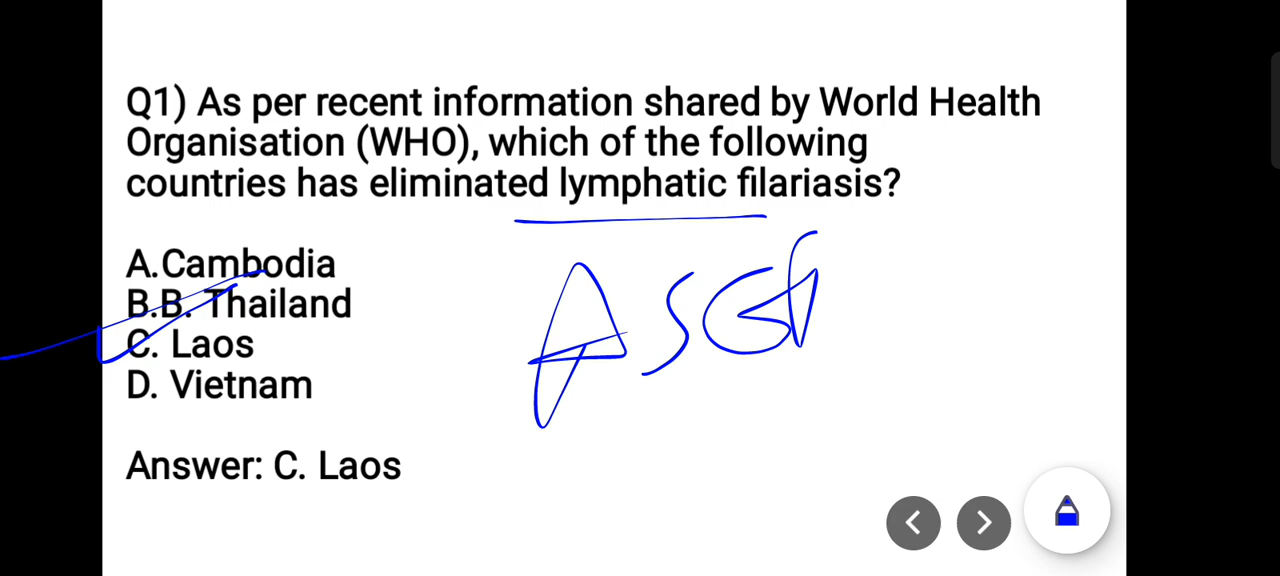 Q1) As per recent information shared by World Health
Organisation (WHO), which of the following
countries has eliminated lymphatic filariasis?
A.Cambodia
B.B. Thailand
C. Laos
D. Vietnam
Answer: C. Laos